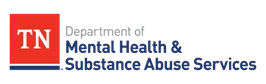 TN
Department of
Mental Health &
Substance Abuse Services